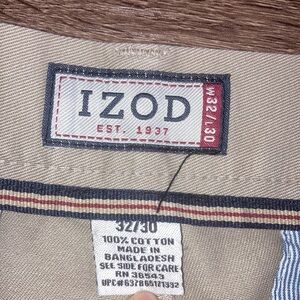 IZOD
EST. 1937
W32/L30
32/30
100% COTTON
MADE IN
BANGLADESH
SEE SIDE FOR CARE
RN 36543